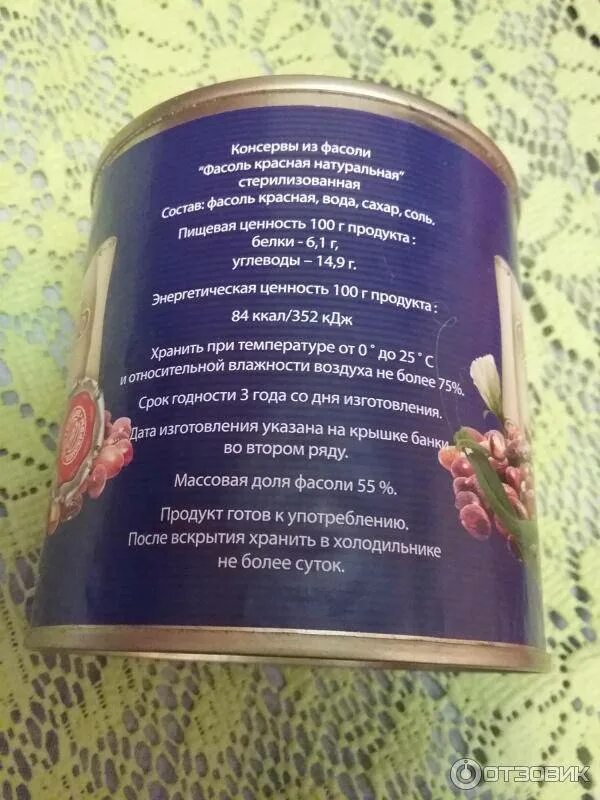 Консервы из фасоли
"Фасоль красная натуральная"
стерилизованная
Состав: фасоль красная, вода, сахар, соль.
Пищевая ценность 100 г продукта :
белки - 6,1 г,
углеводы – 14,9 г.
Энергетическая ценность 100 г продукта :
84 ккал/352 кДж
Хранить при температуре от 0˚ до 25˚ С
и относительной влажности воздуха не более 75%.
Срок годности 3 года со дня изготовления.
Дата изготовления указана на крышке банки
во втором ряду.
Массовая доля фасоли 55 %.
Продукт готов к употреблению.
После вскрытия хранить в холодильнике
не более суток.
ОТЗОВИК